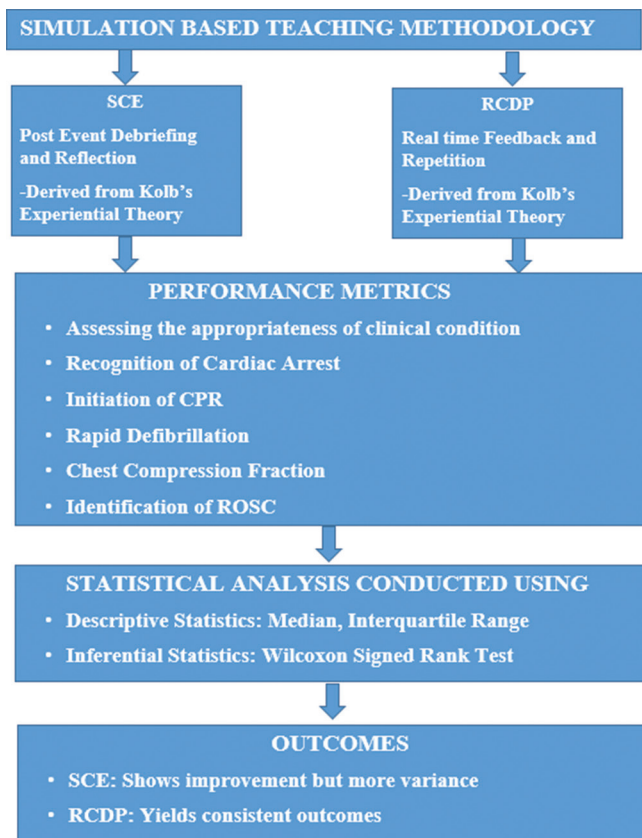 SIMULATION BASED TEACHING METHODOLOGY
SCE
Post Event Debriefing
and Reflection
-Derived from Kolb's
Experiential Theory
RCDP
Real time Feedback and
Repetition
-Derived from Kolb's
Experiential Theory
PERFORMANCE METRICS
• Assessing the appropriateness of clinical condition
• Recognition of Cardiac Arrest
• Initiation of CPR
• Rapid Defibrillation
• Chest Compression Fraction
• Identification of ROSC
STATISTICAL ANALYSIS CONDUCTED USING
• Descriptive Statistics: Median, Interquartile Range
• Inferential Statistics: Wilcoxon Signed Rank Test
OUTCOMES
• SCE: Shows improvement but more variance
• RCDP: Yields consistent outcomes